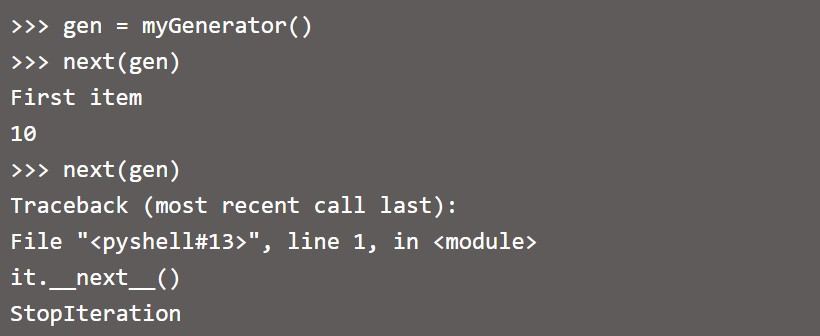 >>> gen = myGenerator()
>>> next(gen)
First item
10
>>> next(gen)
Traceback (most recent call last):
File "<pyshell#13>", line 1, in <module>
it.__next__()
StopIteration